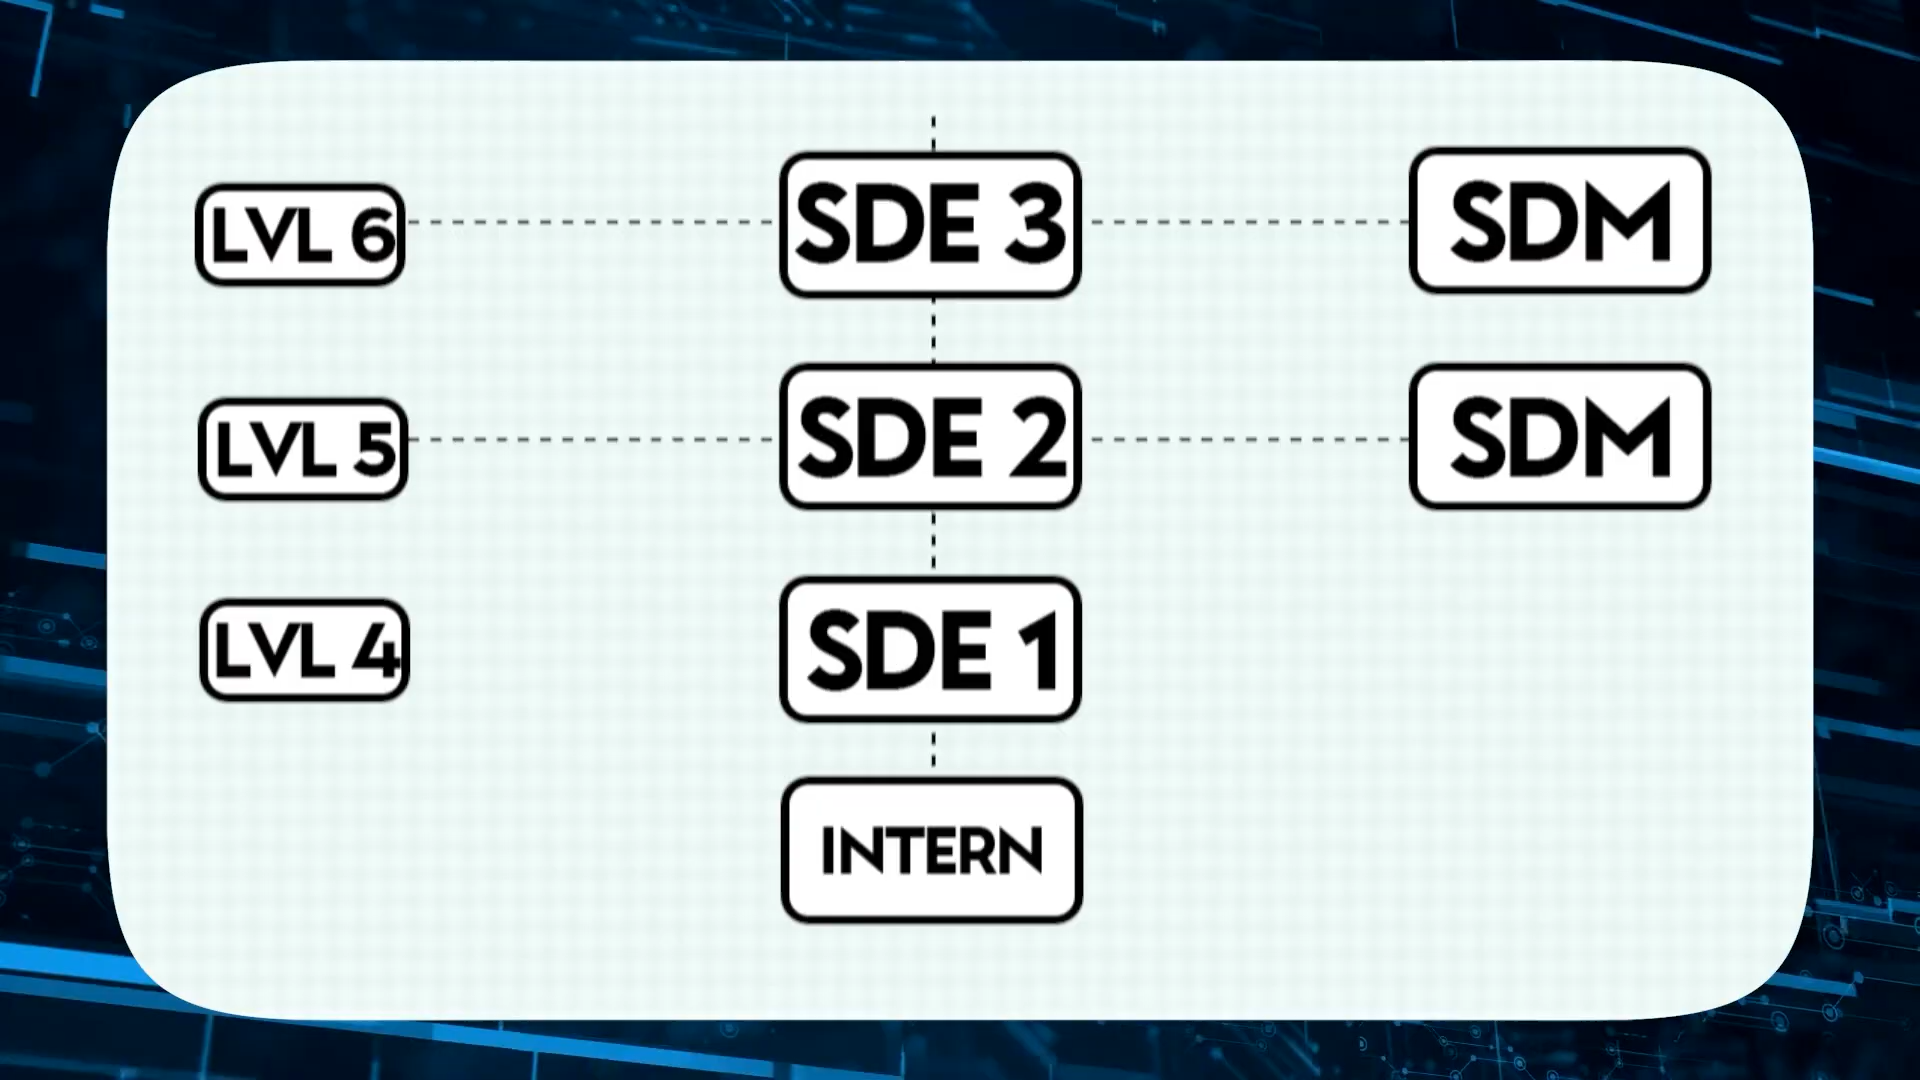 LVL 6
SDE 3
SDM
LVL 5
SDE 2
SDM
LVL 4
SDE 1
INTERN